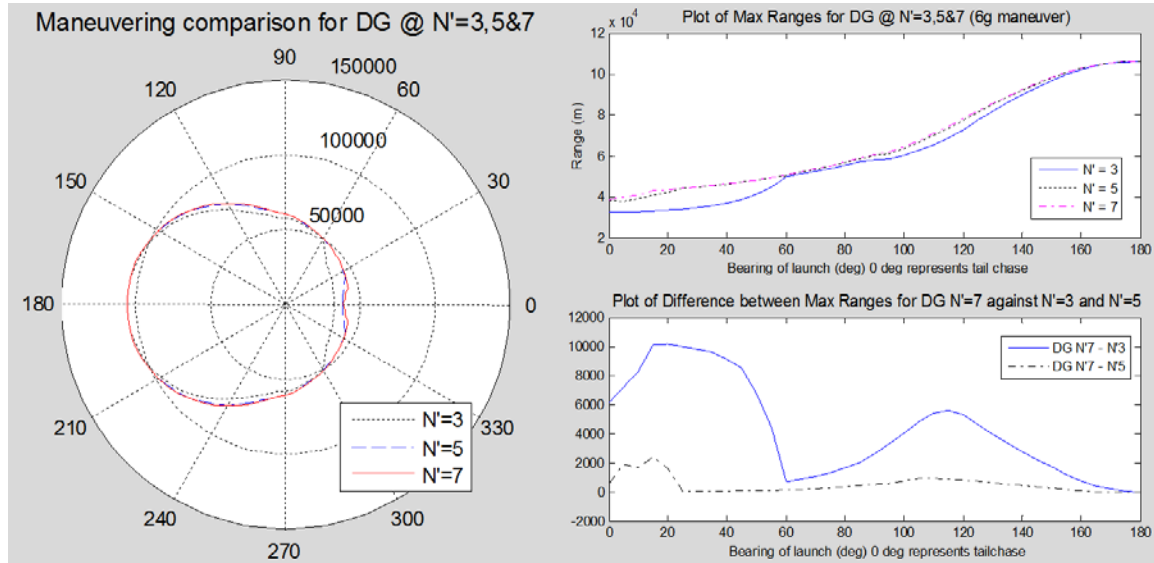 Maneuvering comparison for DG @ N'=3,5&7
90
120
150000
60
100000
150
30
50000
180
0
210
330
240
300
270
N'=3
N'=5
N'=7
Plot of Max Ranges for DG @ N'=3,5&7 (6g maneuver)
x 10⁴
12
10
8
6
4
2
Range (m)
N' = 3
N' = 5
N' = 7
0 20 40 60 80 100 120 140 160 180
Bearing of launch (deg) 0 deg represents tail chase
Plot of Difference between Max Ranges for DG N'=7 against N'=3 and N'=5
12000
10000
8000
6000
4000
2000
0
-2000
DG N'7 - N'3
DG N'7 - N'5
0 20 40 60 80 100 120 140 160 180
Bearing of launch (deg) 0 deg represents tailchase